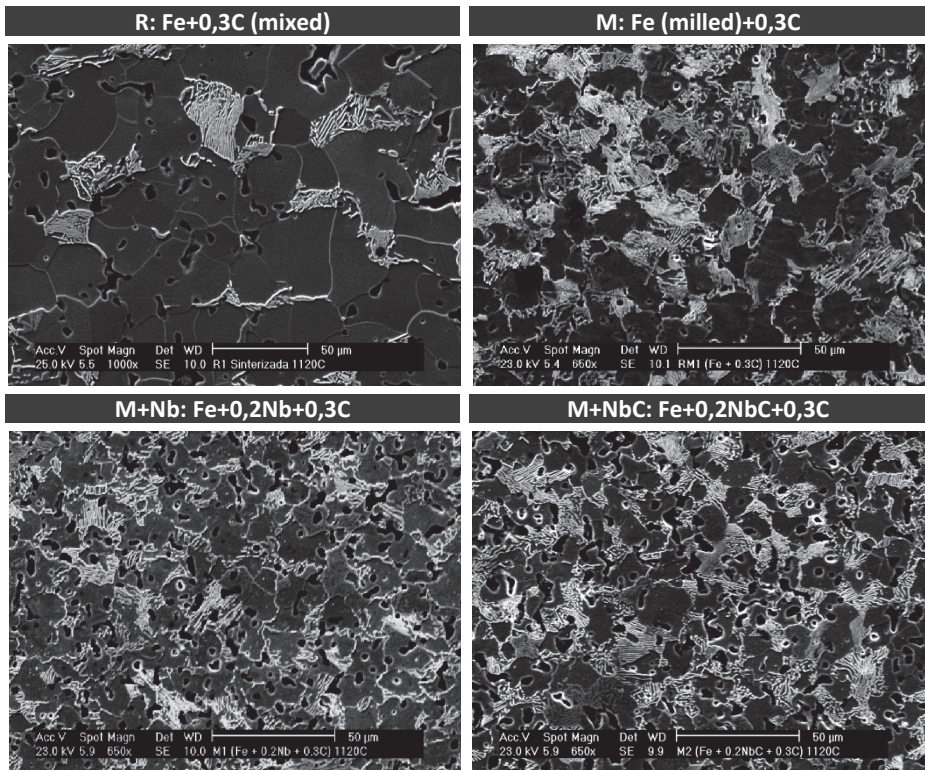 R: Fe+0,3C (mixed)
M: Fe (milled)+0,3C
Acc.V Spot Magn Det WD 50 µm
25.0 kV 5.5 1000x SE 10.0 R1 Sinterizada 1120C
Acc.V Spot Magn Det WD 50 µm
23.0 kV 5.4 650x SE 10.1 RM1 (Fe + 0.3C) 1120C
M+Nb: Fe+0,2Nb+0,3C
M+NbC: Fe+0,2NbC+0,3C
Acc.V Spot Magn Det WD 50 µm
23.0 kV 5.9 650x SE 10.0 M1 (Fe + 0.2Nb + 0.3C) 1120C
Acc.V Spot Magn Det WD 50 µm
23.0 kV 5.9 650x SE 9.9 M2 (Fe + 0.2NbC + 0.3C) 1120C